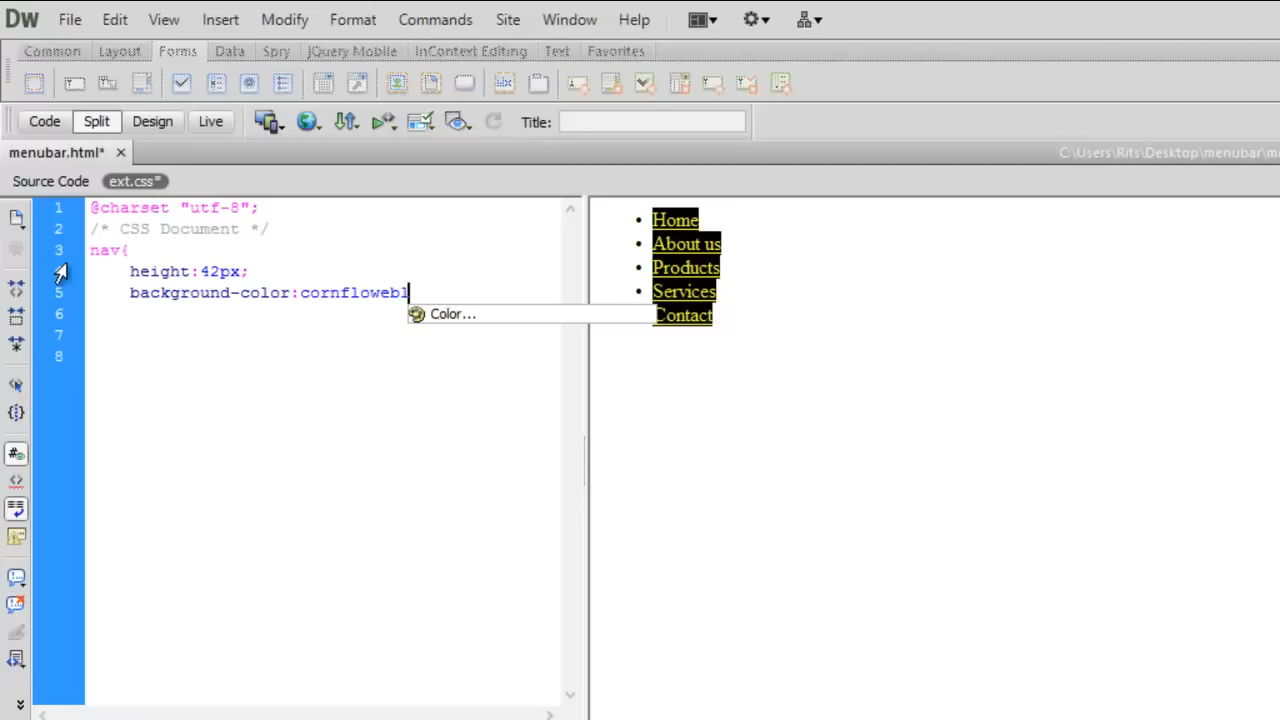 Dw File Edit View Insert Modify Format Commands Site Window Help
Common Layout Forms Data Spry jQuery Mobile InContext Editing Text Favorites
Code Split Design Live Title:
menubar.html* C:\Users\Rits\Desktop\menubar\m
Source Code ext.css*
1 @charset "utf-8";
2 /* CSS Document */
3 nav{
height:42px;
5 background-color:cornflowebl
Color...
6
7
8
Home
About us
Products
Services
Contact